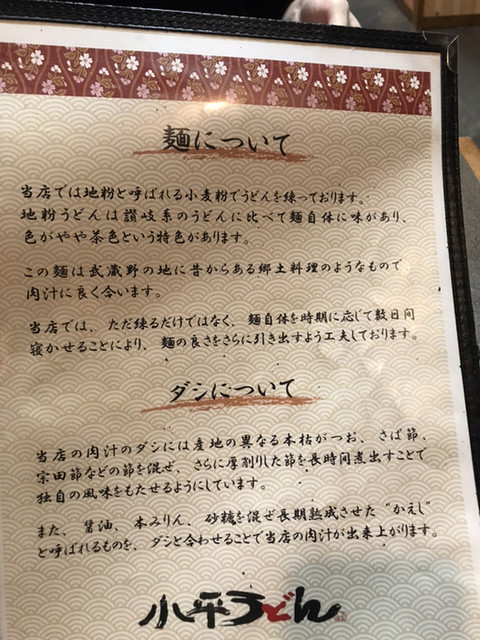 麺について
当店では地粉と呼ばれる小麦粉でうどんを練っております。
地粉うどんは讃岐系のうどんに比べて麺自体に味があり、
色がやや茶色という特色があります。
この麺は武蔵野の地に昔からある郷土料理のようなもので
肉汁に良く合います。
当店では、ただ練るだけではなく、麺自体を時期に応じて数日間
寝かせることにより、麺の良さをさらに引き出すよう工夫しております。
ダシについて
当店の肉汁のダシには産地の異なる本枯がつお、さば節、
宗田節などの節を混ぜ、さらに厚削りした節を長時間煮出すことで
独自の風味をもたせるようにしています。
また、醤油、本みりん、砂糖を混ぜ長期熟成させた“かえし”
と呼ばれるものを、ダシと合わせることで当店の肉汁が出来上がります。
小平うどん